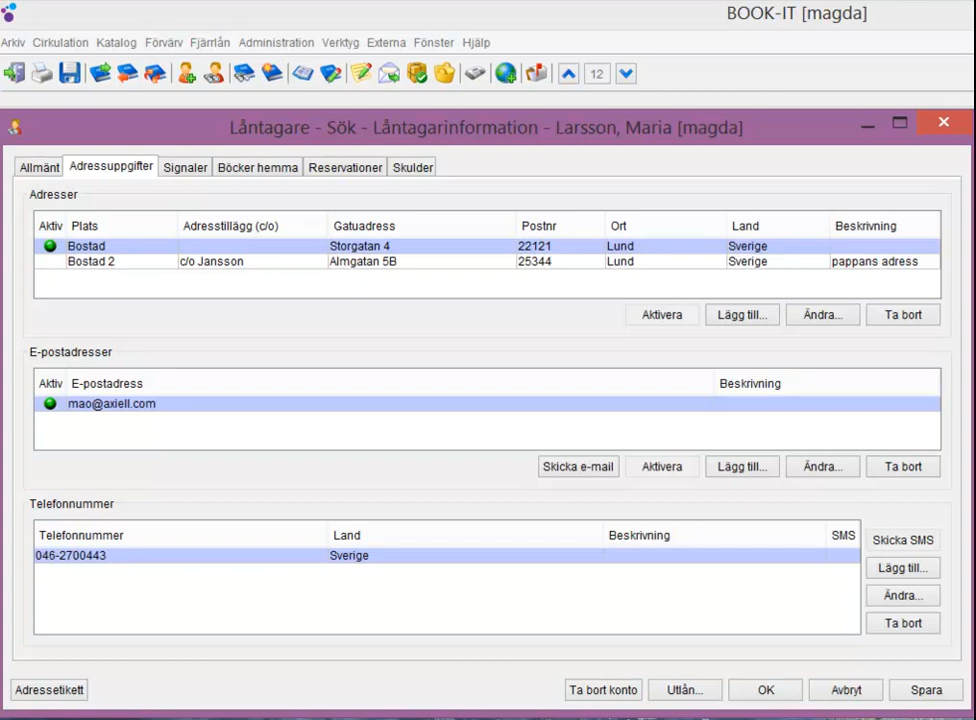 BOOK-IT [magda]
Arkiv Cirkulation Katalog Förvärv Fjärrlån Administration Verktyg Externa Fönster Hjälp
12
Låntagare - Sök - Låntagarinformation - Larsson, Maria [magda]
Allmänt Adressuppgifter Signaler Böcker hemma Reservationer Skulder
Adresser
Aktiv Plats Adresstillägg (c/o) Gatuadress Postnr Ort Land Beskrivning
Bostad Storgatan 4 22121 Lund Sverige
Bostad 2 c/o Jansson Almgatan 5B 25344 Lund Sverige pappans adress
Aktivera Lägg till... Ändra... Ta bort
E-postadresser
Aktiv E-postadress Beskrivning
mao@axiell.com
Skicka e-mail Aktivera Lägg till... Ändra... Ta bort
Telefonnummer
Telefonnummer Land Beskrivning SMS
046-2700443 Sverige
Skicka SMS
Lägg till...
Ändra...
Ta bort
Adressetikett Ta bort konto Utlån... OK Avbryt Spara